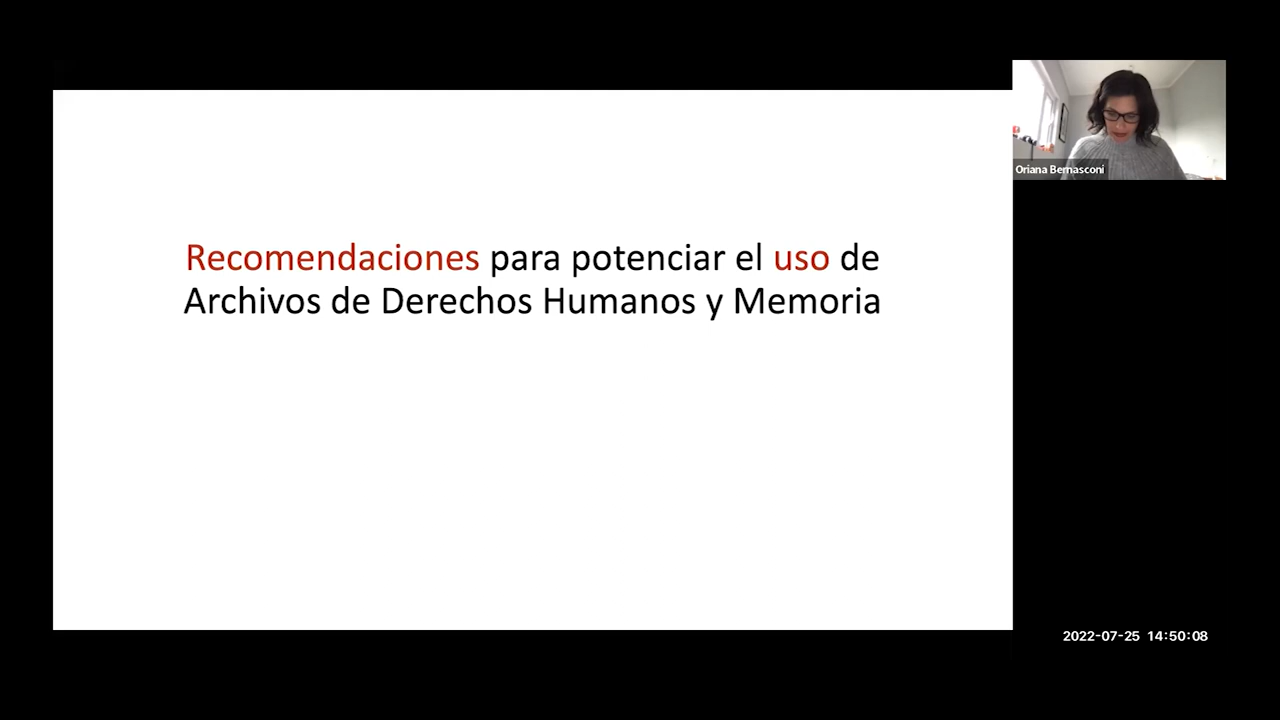 Recomendaciones para potenciar el uso de
Archivos de Derechos Humanos y Memoria
Oriana Bernasconi
2022-07-25 14:50:08